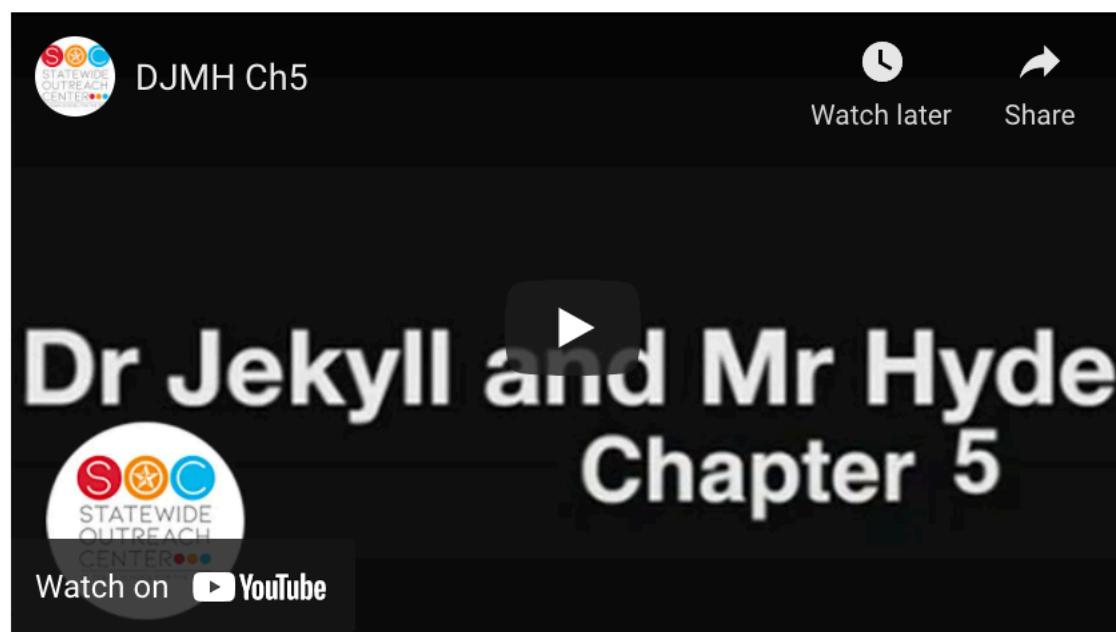 SOC
STATEWIDE
OUTREACH
CENTER
DJMH Ch5
Watch later
Share
Dr Jekyll and Mr Hyde
Chapter 5
SOC
STATEWIDE
OUTREACH
CENTER
Watch on YouTube